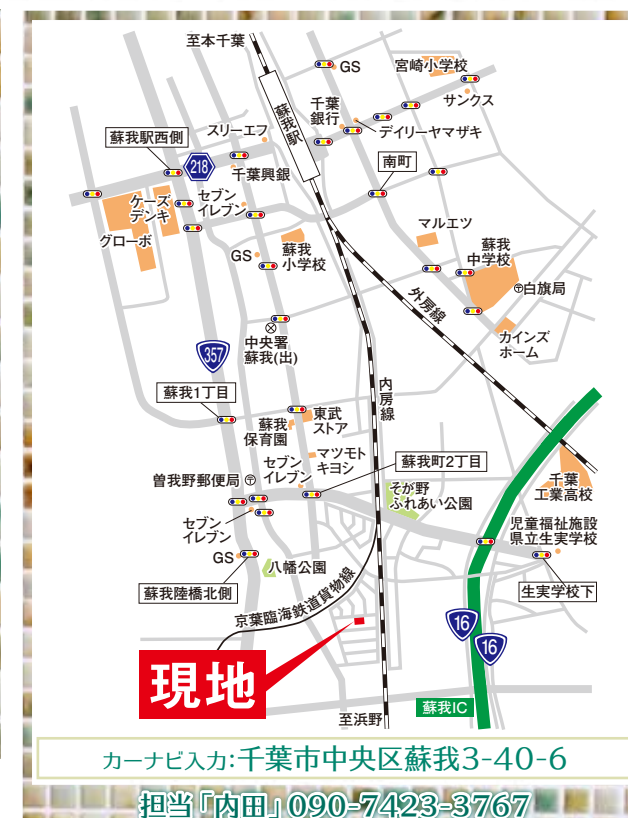 至本千葉
GS
宮崎小学校
サンクス
千葉
銀行
デイリーヤマザキ
蘇我駅
スリーエフ
蘇我駅西側
218
千葉興銀
南町
ケーズ
デンキ
セブン
イレブン
グローボ
マルエツ
GS
蘇我
小学校
蘇我
中学校
白旗局
外房線
カインズ
ホーム
中央署
蘇我(出)
357
内房線
蘇我1丁目
東武
ストア
蘇我
保育園
マツモト
キヨシ
セブン
イレブン
蘇我町2丁目
曽我野郵便局
そが野
ふれあい公園
千葉
工業高校
セブン
イレブン
児童福祉施設
県立生実学校
GS
八幡公園
蘇我陸橋北側
生実学校下
京葉臨海鉄道貨物線
16
16
現地
蘇我IC
至浜野
カーナビ入力:千葉市中央区蘇我3-40-6
担当「内田」090-7423-3767